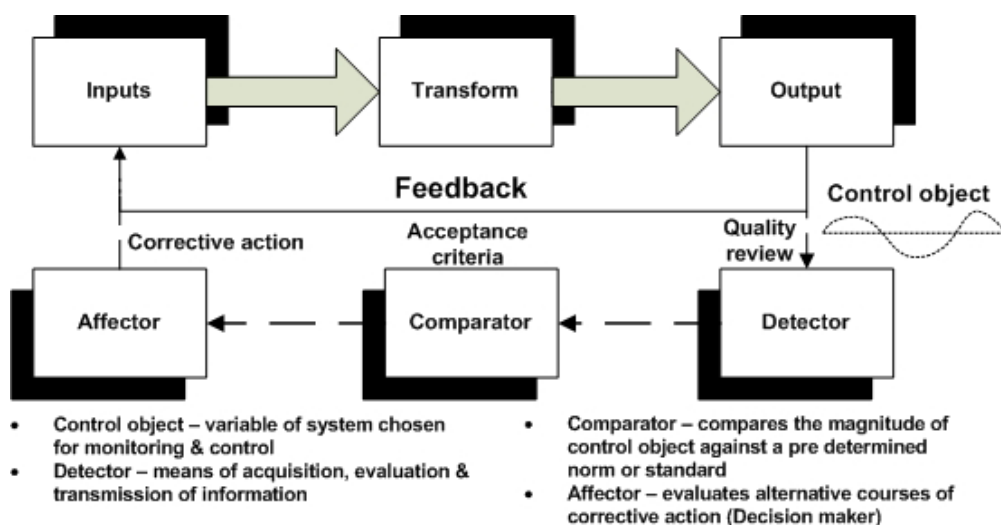 Inputs
Transform
Output
Feedback
Control object
Corrective action
Acceptance
criteria
Quality
review
Affector
Comparator
Detector
• Control object – variable of system chosen
for monitoring & control
• Detector – means of acquisition, evaluation &
transmission of information
• Comparator – compares the magnitude of
control object against a pre determined
norm or standard
• Affector – evaluates alternative courses of
corrective action (Decision maker)